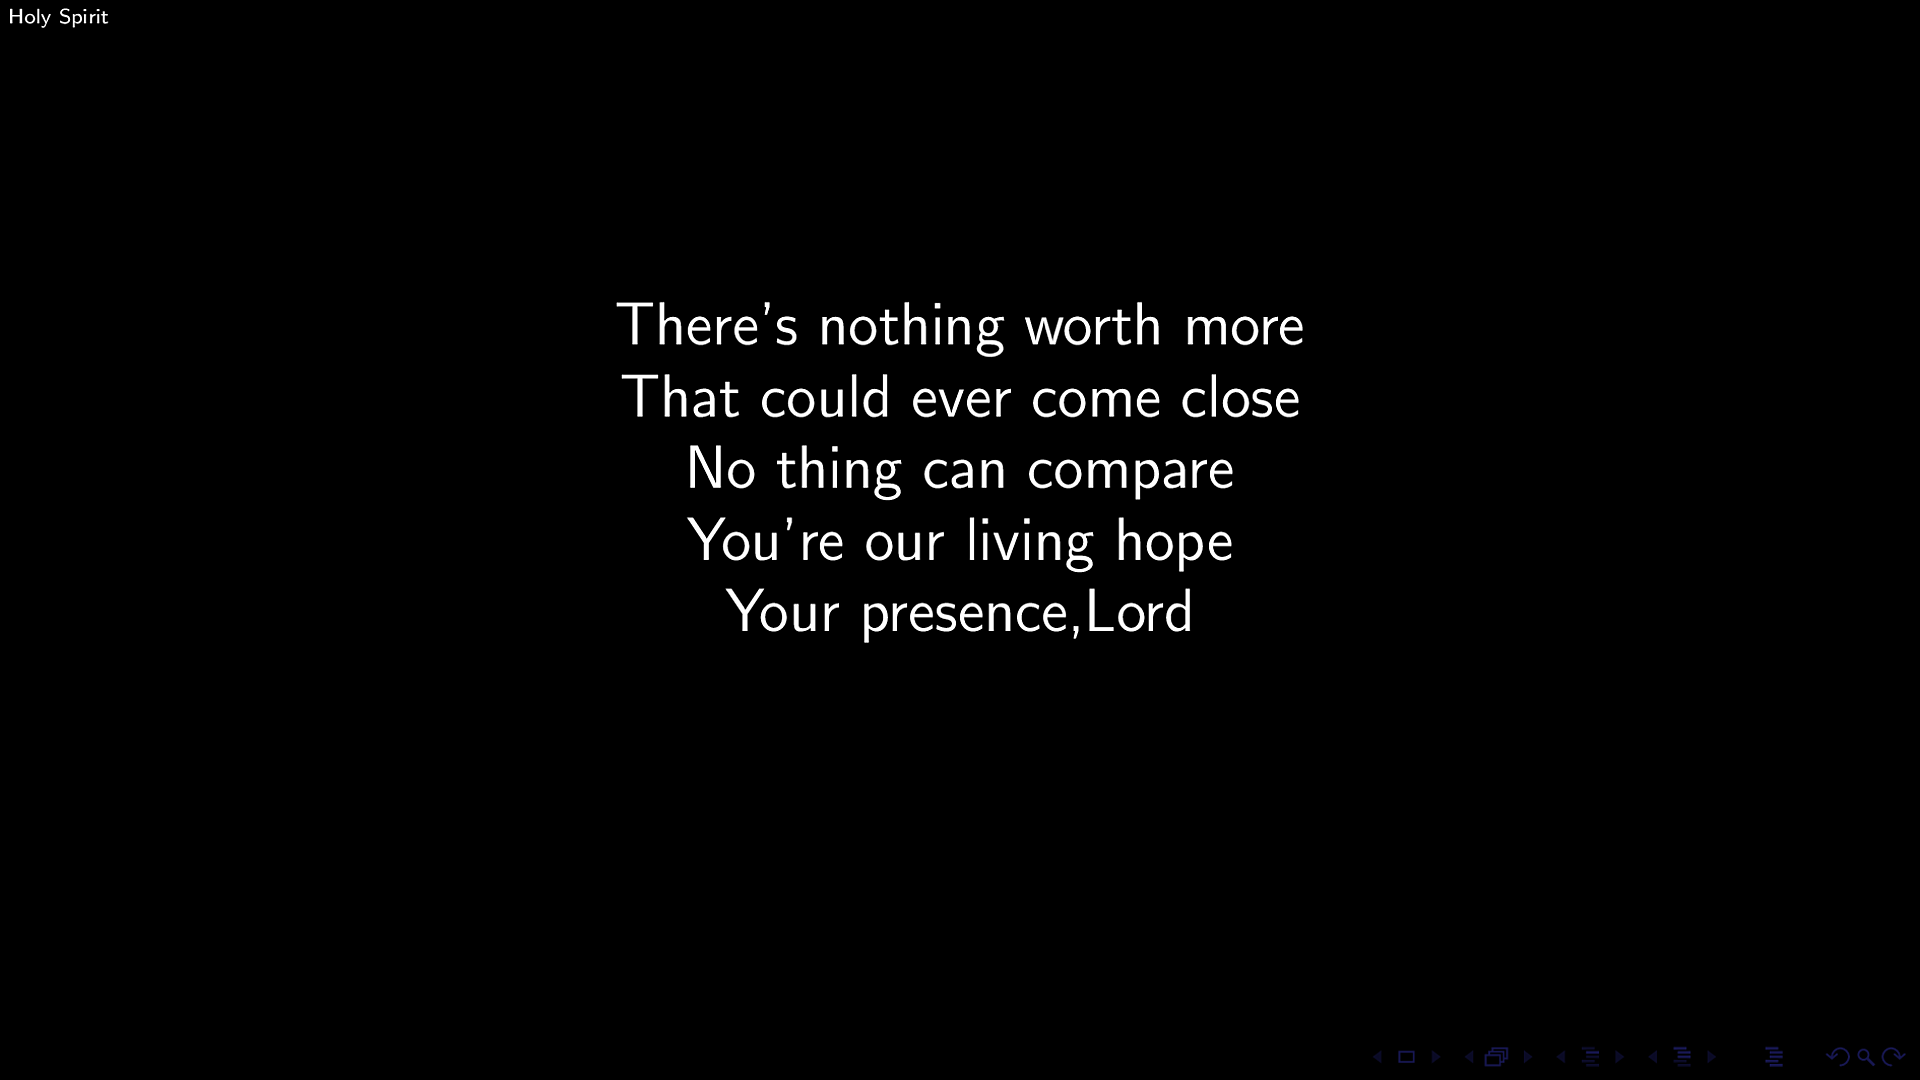 Holy Spirit
There's nothing worth more
That could ever come close
No thing can compare
You're our living hope
Your presence,Lord